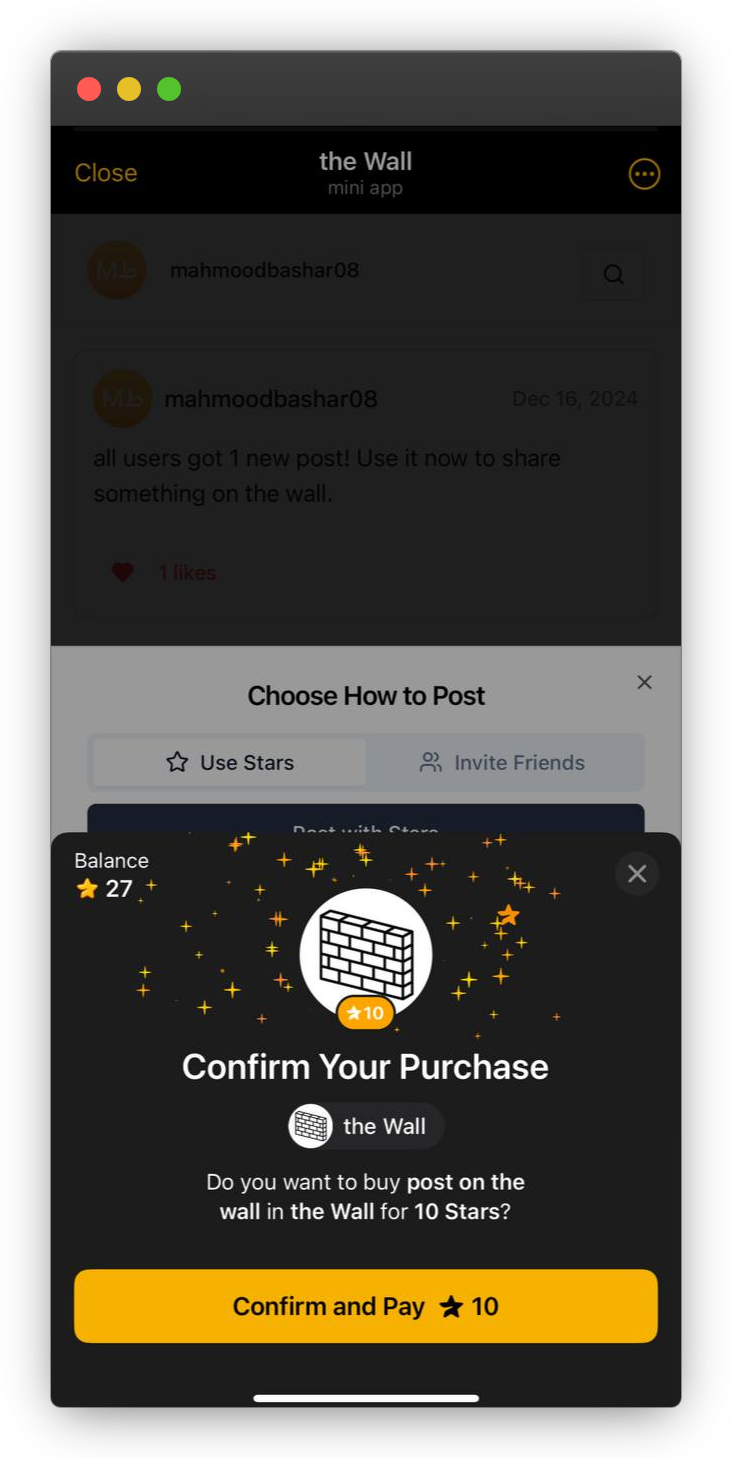 Close
the Wall
mini app
Mظ
mahmoodbashar08
Mظ
mahmoodbashar08
Dec 16, 2024
all users got 1 new post! Use it now to share
something on the wall.
1 likes
Choose How to Post
Use Stars
Invite Friends
Post with Stars
Balance
27
10
Confirm Your Purchase
the Wall
Do you want to buy post on the
wall in the Wall for 10 Stars?
Confirm and Pay 10